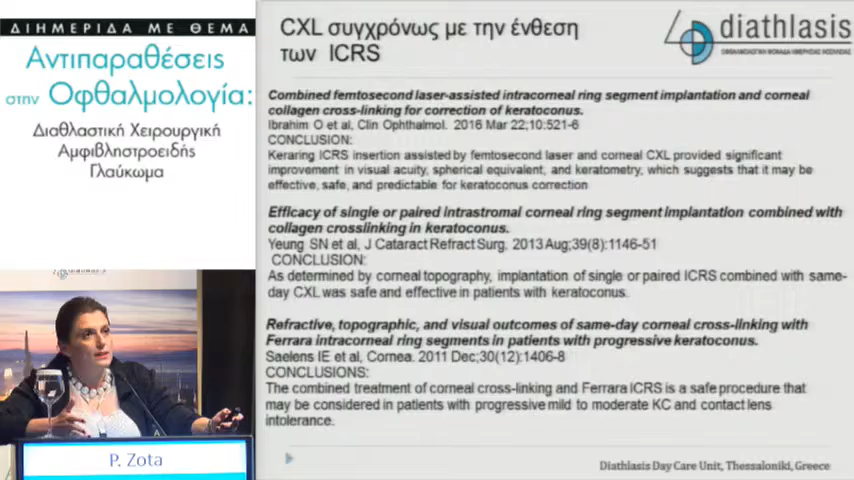 ΔΙΗΜΕΡΙΔΑ ΜΕ ΘΕΜΑ
Αντιπαραθέσεις
στην Οφθαλμολογία:
Διαθλαστική Χειρουργική
Αμφιβληστροειδής
Γλαύκωμα
P. Zota
CXL συγχρόνως με την ένθεση
των ICRS
diathlasis
Combined femtosecond laser-assisted intracorneal ring segment implantation and corneal
collagen cross-linking for correction of keratoconus.
Ibrahim O et al, Clin Ophthalmol. 2016 Mar 22;10:521-6
CONCLUSION:
Keraring ICRS insertion assisted by femtosecond laser and corneal CXL provided significant
improvement in visual acuity, spherical equivalent, and keratometry, which suggests that it may be
effective, safe, and predictable for keratoconus correction
Efficacy of single or paired intrastromal corneal ring segment implantation combined with
collagen crosslinking in keratoconus.
Yeung SN et al, J Cataract Refract Surg. 2013 Aug;39(8):1146-51
CONCLUSION:
As determined by corneal topography, implantation of single or paired ICRS combined with same-
day CXL was safe and effective in patients with keratoconus.
Refractive, topographic, and visual outcomes of same-day corneal cross-linking with
Ferrara intracorneal ring segments in patients with progressive keratoconus.
Saelens IE et al, Cornea. 2011 Dec;30(12):1406-8
CONCLUSIONS:
The combined treatment of corneal cross-linking and Ferrara ICRS is a safe procedure that
may be considered in patients with progressive mild to moderate KC and contact lens
intolerance.
Diathlasis Day Care Unit, Thessaloniki, Greece